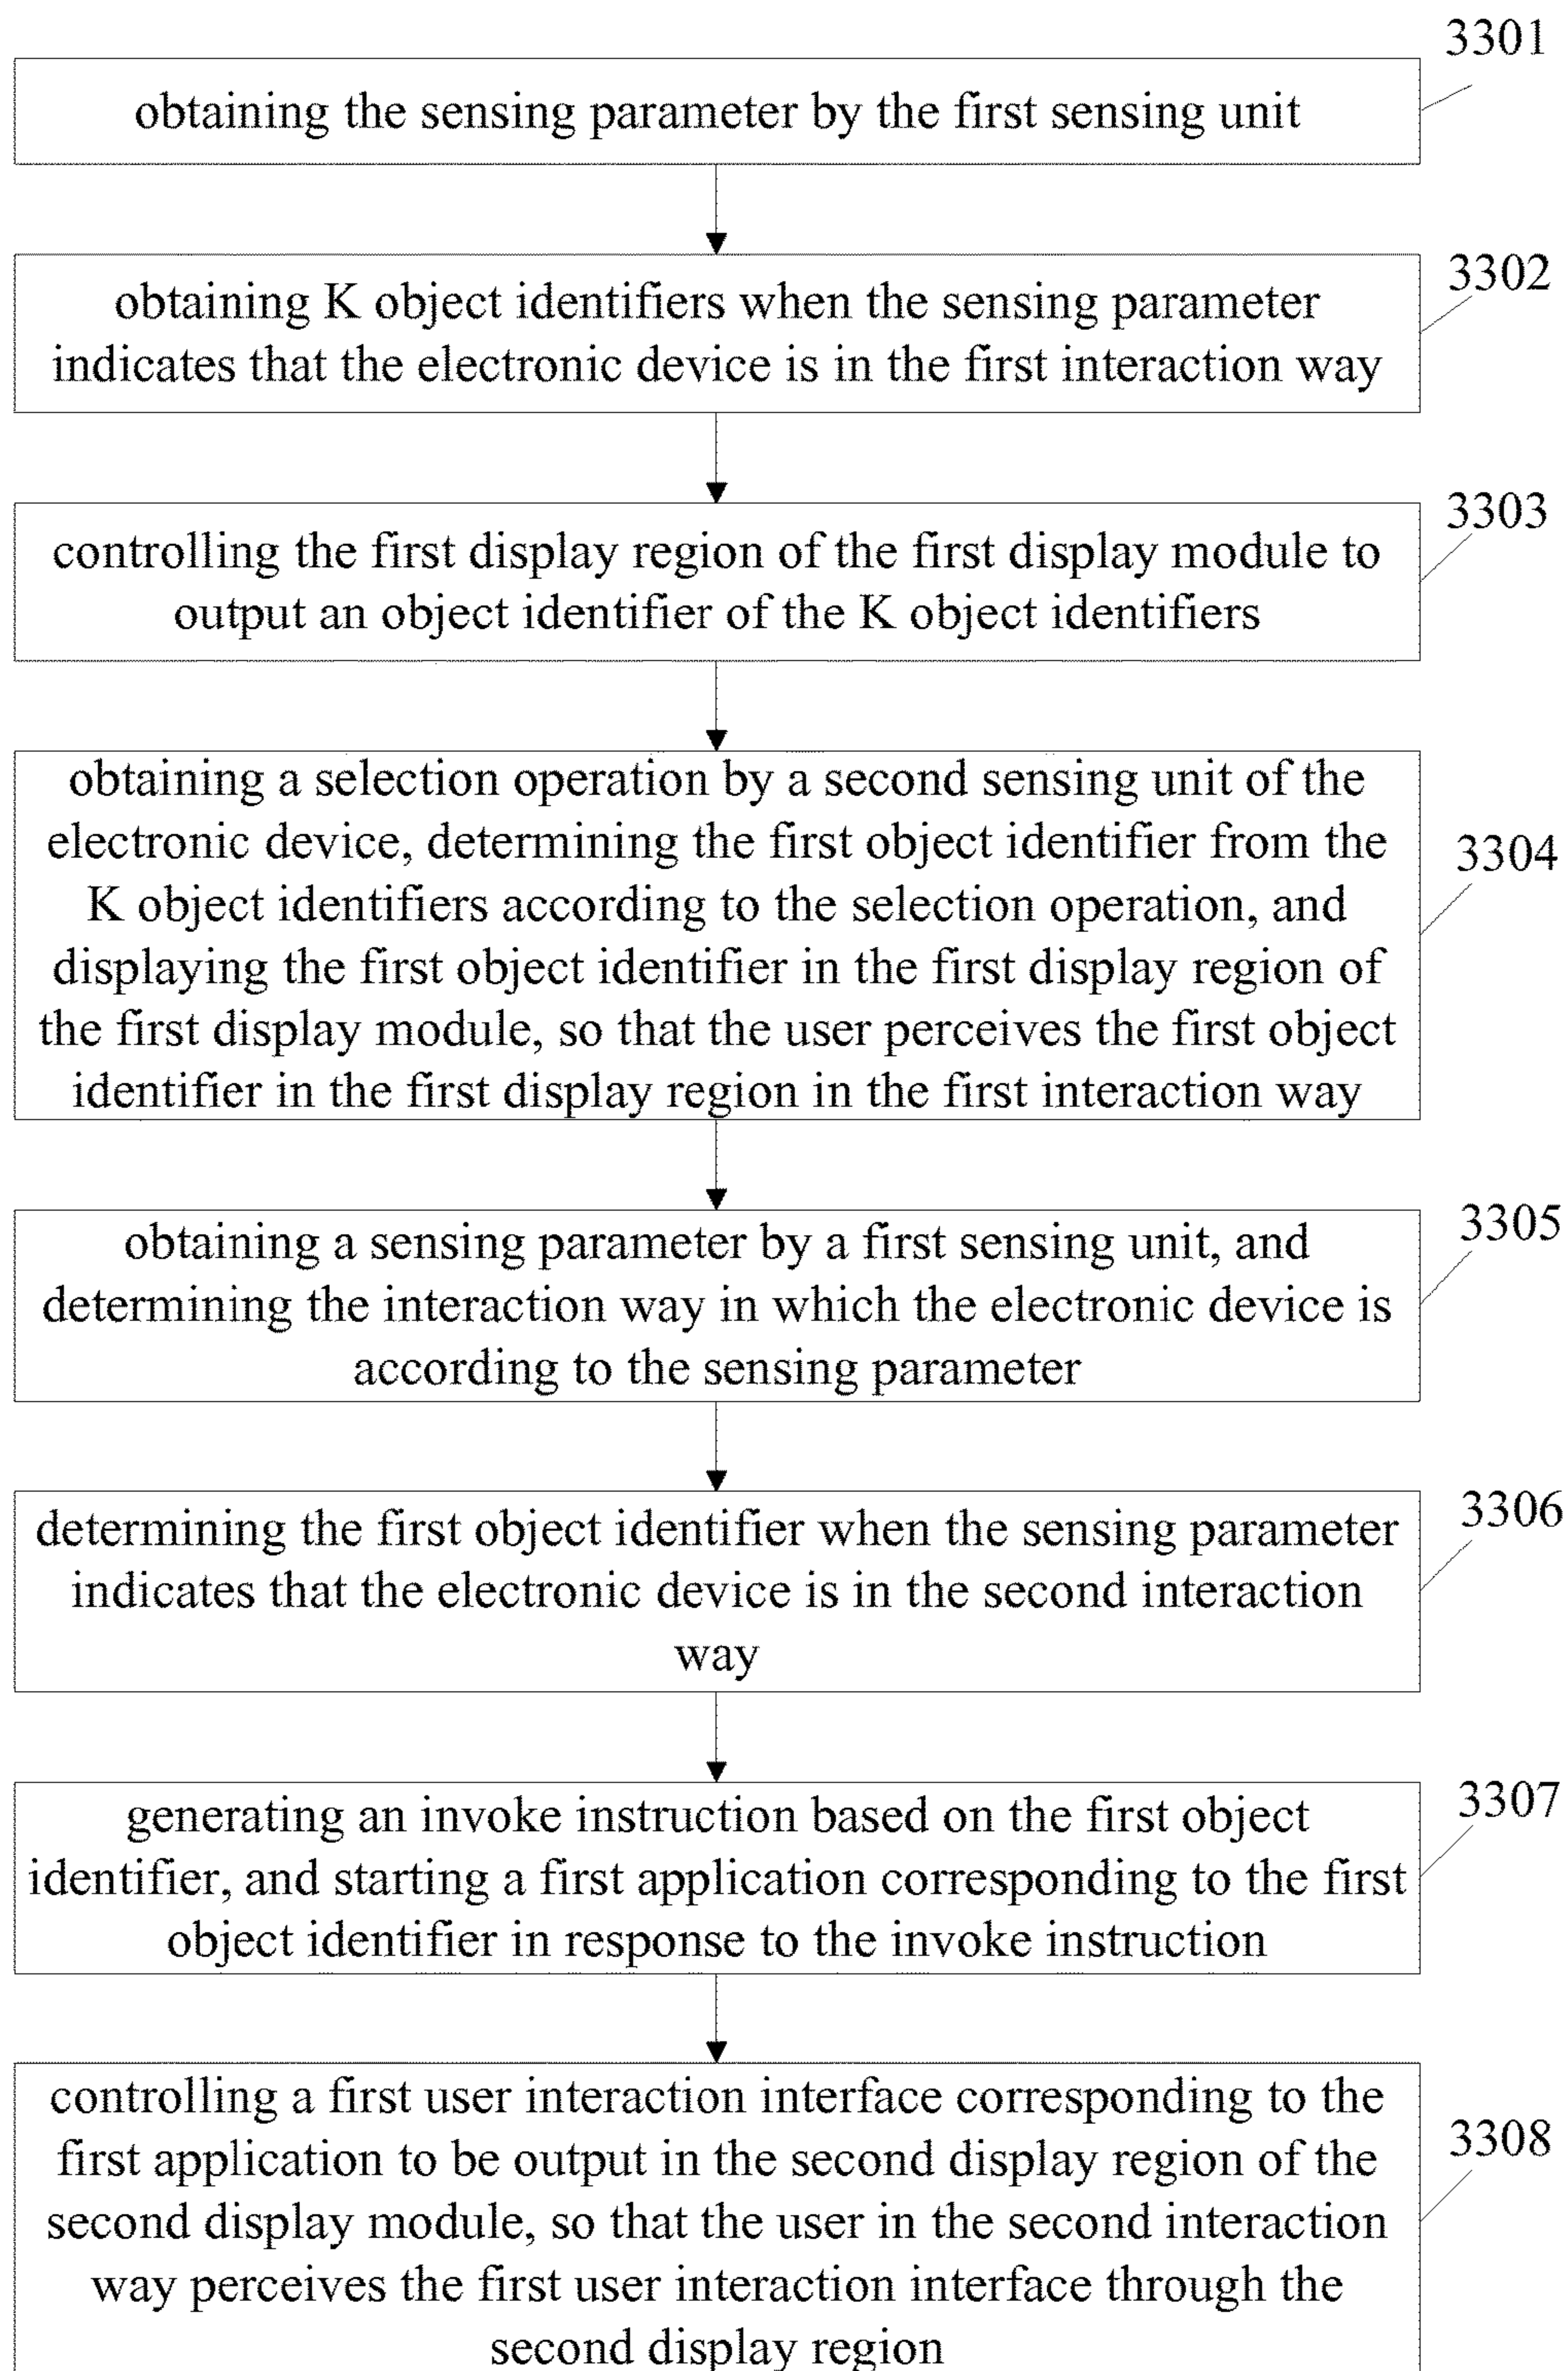 3301
obtaining the sensing parameter by the first sensing unit
3302
obtaining K object identifiers when the sensing parameter
indicates that the electronic device is in the first interaction way
3303
controlling the first display region of the first display module to
output an object identifier of the K object identifiers
3304
obtaining a selection operation by a second sensing unit of the
electronic device, determining the first object identifier from the
K object identifiers according to the selection operation, and
displaying the first object identifier in the first display region of
the first display module, so that the user perceives the first object
identifier in the first display region in the first interaction way
3305
obtaining a sensing parameter by a first sensing unit, and
determining the interaction way in which the electronic device is
according to the sensing parameter
3306
determining the first object identifier when the sensing parameter
indicates that the electronic device is in the second interaction
way
3307
generating an invoke instruction based on the first object
identifier, and starting a first application corresponding to the first
object identifier in response to the invoke instruction
3308
controlling a first user interaction interface corresponding to the
first application to be output in the second display region of the
second display module, so that the user in the second interaction
way perceives the first user interaction interface through the
second display region